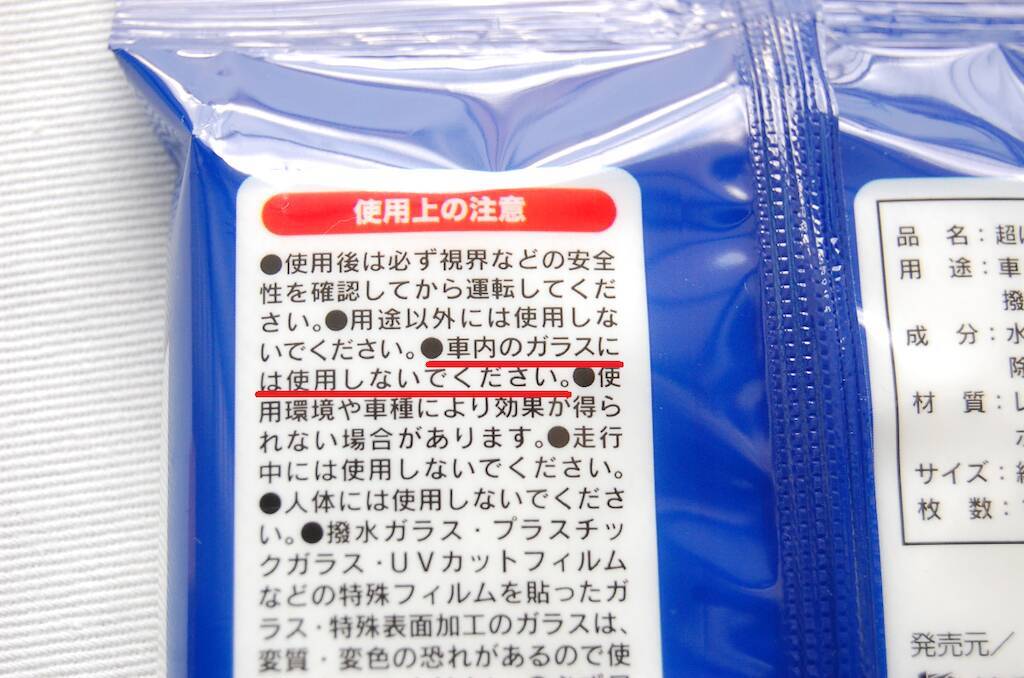 使用上の注意
●使用後は必ず視界などの安全
性を確認してから運転してくだ
さい。●用途以外には使用しな
いでください。●車内のガラスに
は使用しないでください。●使
用環境や車種により効果が得ら
れない場合があります。●走行
中には使用しないでください。
●人体には使用しないでくださ
い。●撥水ガラス・プラスチッ
クガラス・UVカットフィルム
などの特殊フィルムを貼ったガ
ラス・特殊表面加工のガラスは、
変質・変色の恐れがあるので使
品 名：超
用 途：車
撥
成 分：水
除
材 質：レ
ポ
サイズ：縦
枚 数：
発売元／